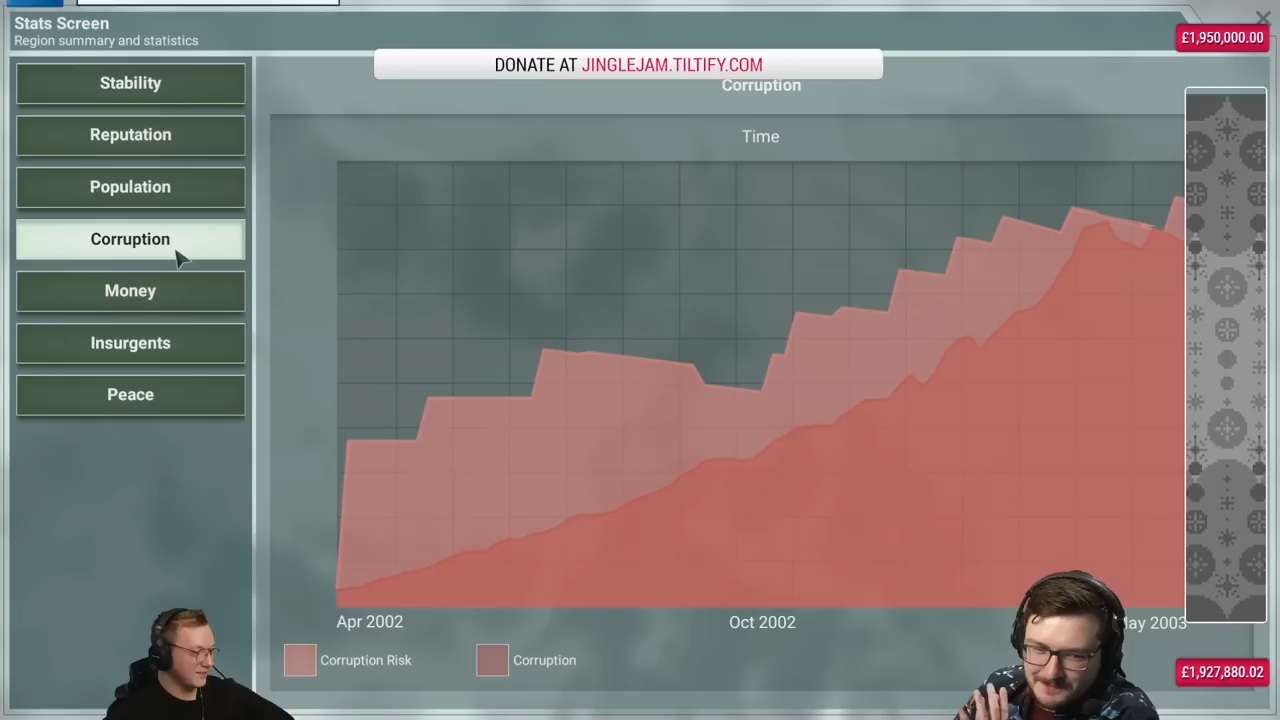 Stats Screen
Region summary and statistics
£1,950,000.00
DONATE AT JINGLEJAM.TILTIFY.COM
Corruption
Stability
Reputation
Population
Corruption
Money
Insurgents
Peace
Time
Apr 2002
Oct 2002
May 2003
Corruption Risk
Corruption
£1,927,880.02